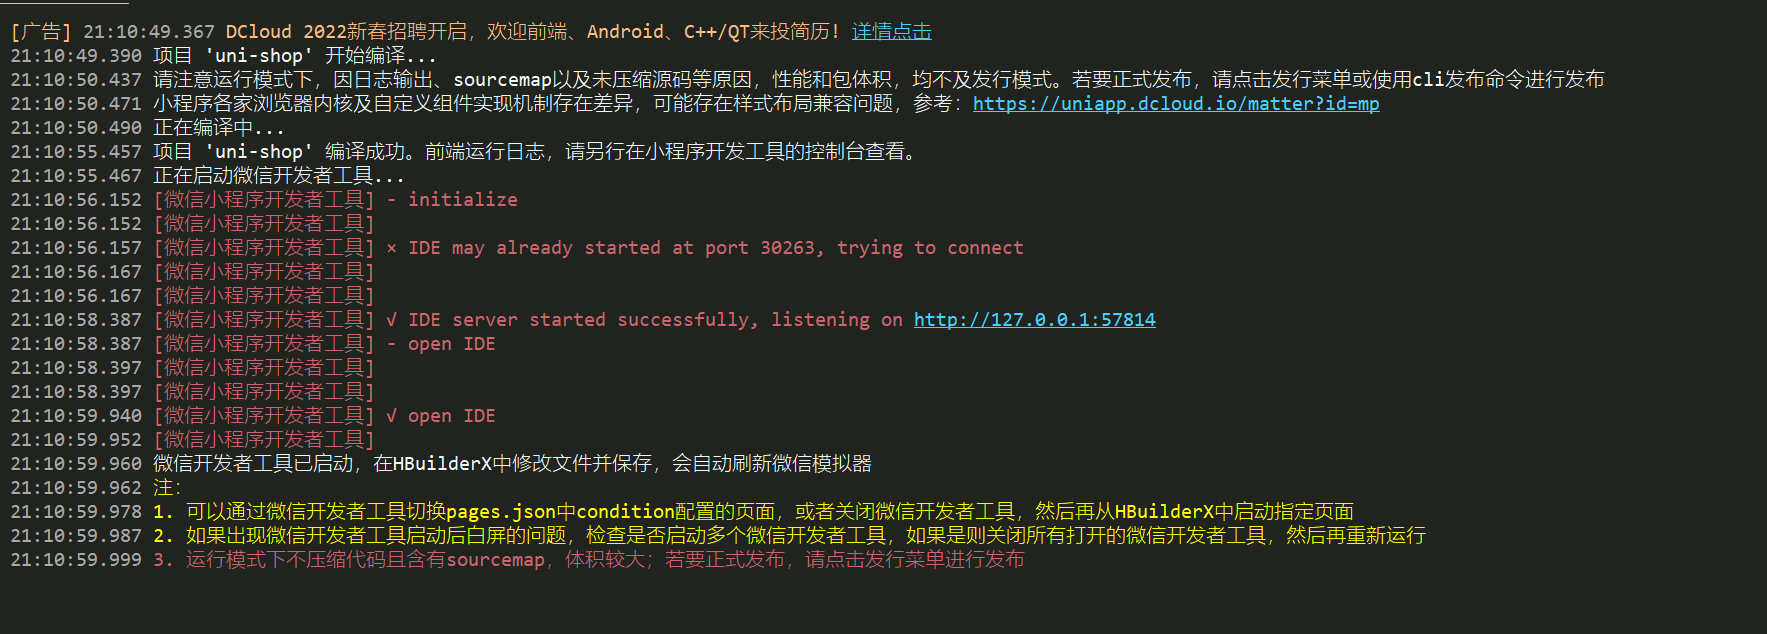 [广告] 21:10:49.367 DCloud 2022新春招聘开启，欢迎前端、Android、C++/QT来投简历! 详情点击
21:10:49.390 项目 'uni-shop' 开始编译...
21:10:50.437 请注意运行模式下，因日志输出、sourcemap以及未压缩源码等原因，性能和包体积，均不及发行模式。若要正式发布，请点击发行菜单或使用cli发布命令进行发布
21:10:50.471 小程序各家浏览器内核及自定义组件实现机制存在差异，可能存在样式布局兼容问题，参考：https://uniapp.dcloud.io/matter?id=mp
21:10:50.490 正在编译中...
21:10:55.457 项目 'uni-shop' 编译成功。前端运行日志，请另行在小程序开发工具的控制台查看。
21:10:55.467 正在启动微信开发者工具...
21:10:56.152 [微信小程序开发者工具] - initialize
21:10:56.152 [微信小程序开发者工具]
21:10:56.157 [微信小程序开发者工具] × IDE may already started at port 30263, trying to connect
21:10:56.167 [微信小程序开发者工具]
21:10:56.167 [微信小程序开发者工具]
21:10:58.387 [微信小程序开发者工具] √ IDE server started successfully, listening on http://127.0.0.1:57814
21:10:58.387 [微信小程序开发者工具] - open IDE
21:10:58.397 [微信小程序开发者工具]
21:10:58.397 [微信小程序开发者工具]
21:10:59.940 [微信小程序开发者工具] √ open IDE
21:10:59.952 [微信小程序开发者工具]
21:10:59.960 微信开发者工具已启动，在HBuilderX中修改文件并保存，会自动刷新微信模拟器
21:10:59.962 注：
21:10:59.978 1. 可以通过微信开发者工具切换pages.json中condition配置的页面，或者关闭微信开发者工具，然后再从HBuilderX中启动指定页面
21:10:59.987 2. 如果出现微信开发者工具启动后白屏的问题，检查是否启动多个微信开发者工具，如果是则关闭所有打开的微信开发者工具，然后再重新运行
21:10:59.999 3. 运行模式下不压缩代码且含有sourcemap，体积较大；若要正式发布，请点击发行菜单进行发布